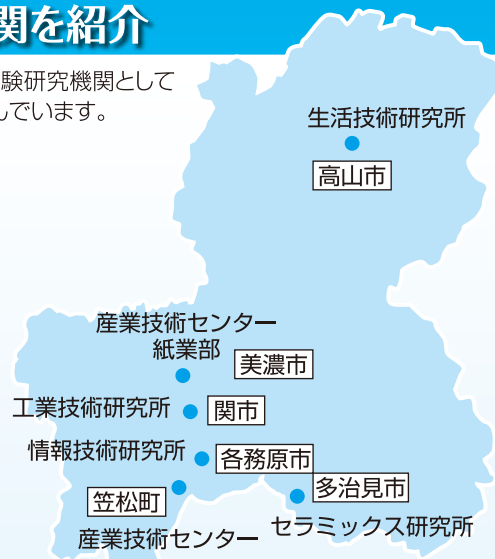 関を紹介
験研究機関として
んでいます。
生活技術研究所
高山市
産業技術センター
紙業部
美濃市
工業技術研究所
関市
情報技術研究所
各務原市
笠松町
多治見市
産業技術センター
セラミックス研究所